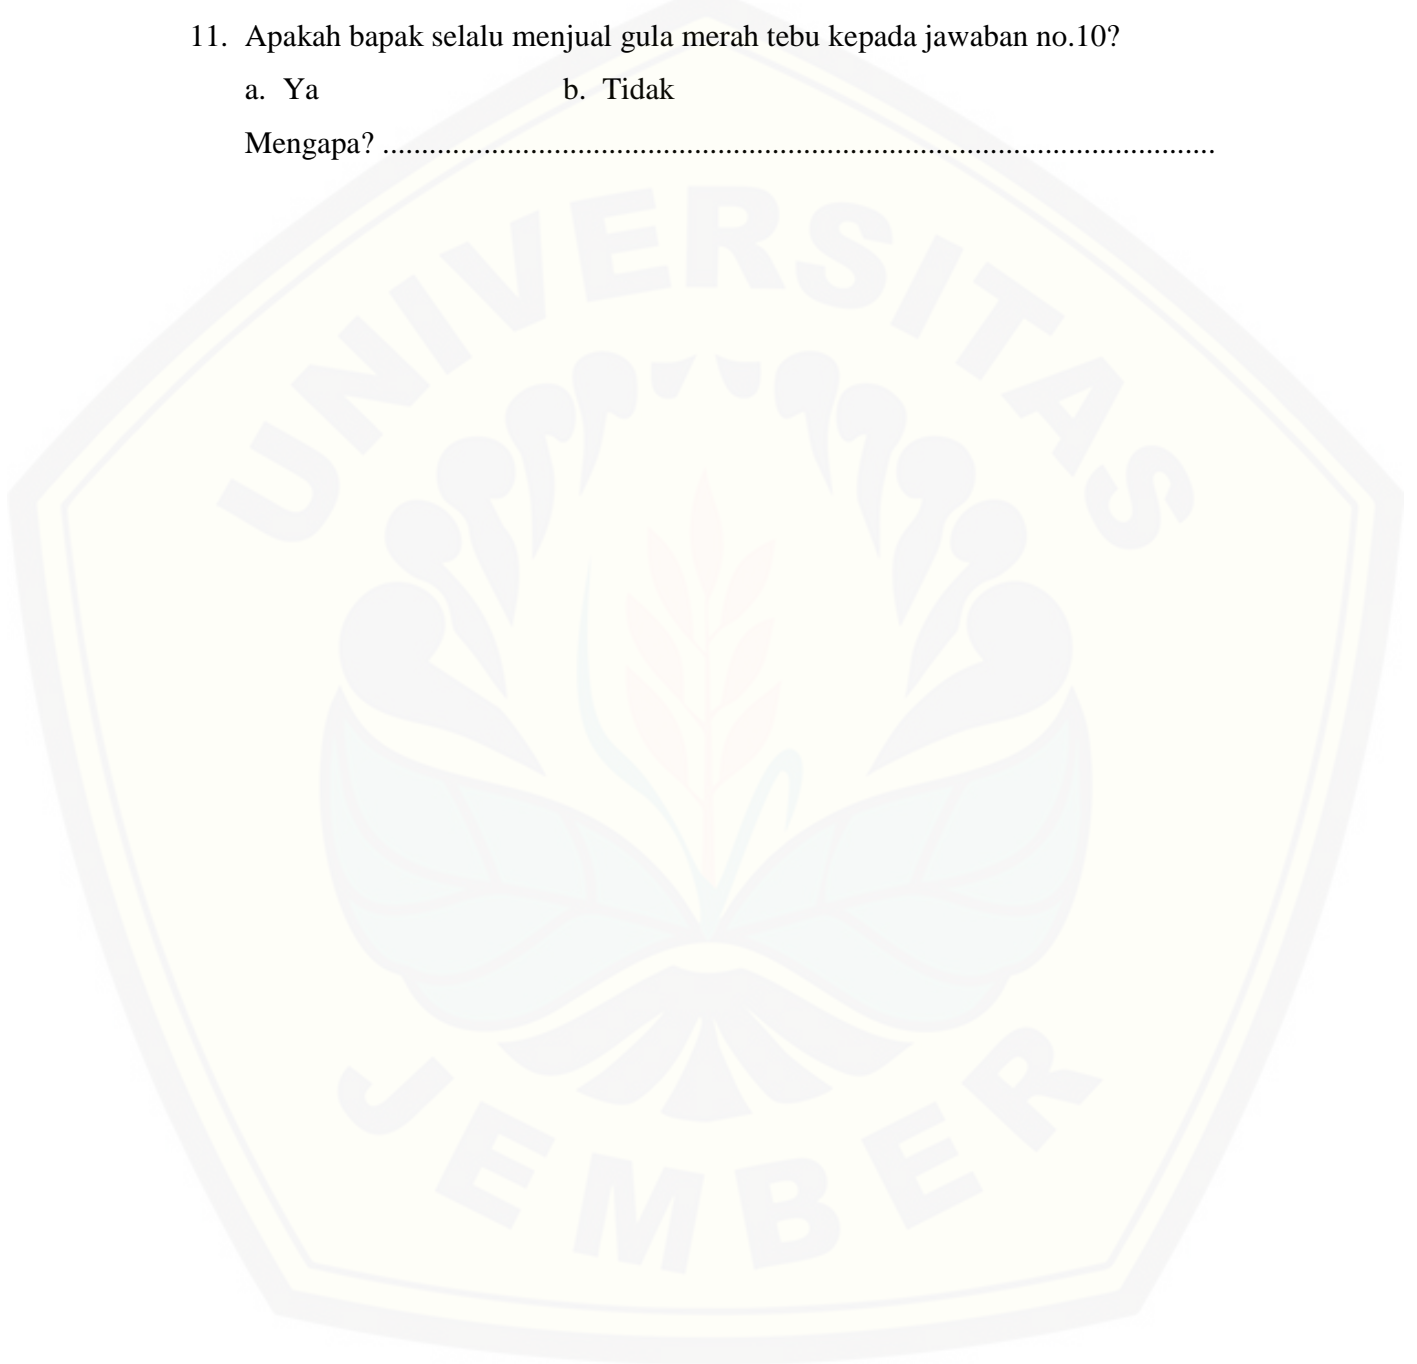 11. Apakah bapak selalu menjual gula merah tebu kepada jawaban no.10?
a. Ya b. Tidak
Mengapa? ............................................................................................................
UNIVERSITAS
JEMBER